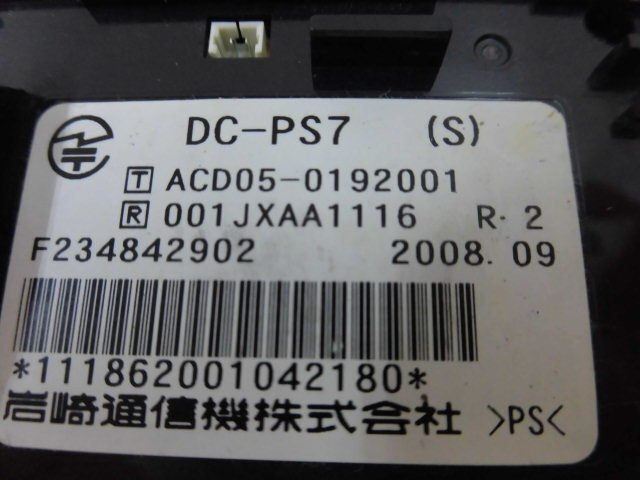 DC-PS7 (S)
T ACD05-0192001
R 001JXAA1116 R·2
F234842902 2008.09
*111862001042180*
岩崎通信機株式会社 >PS<